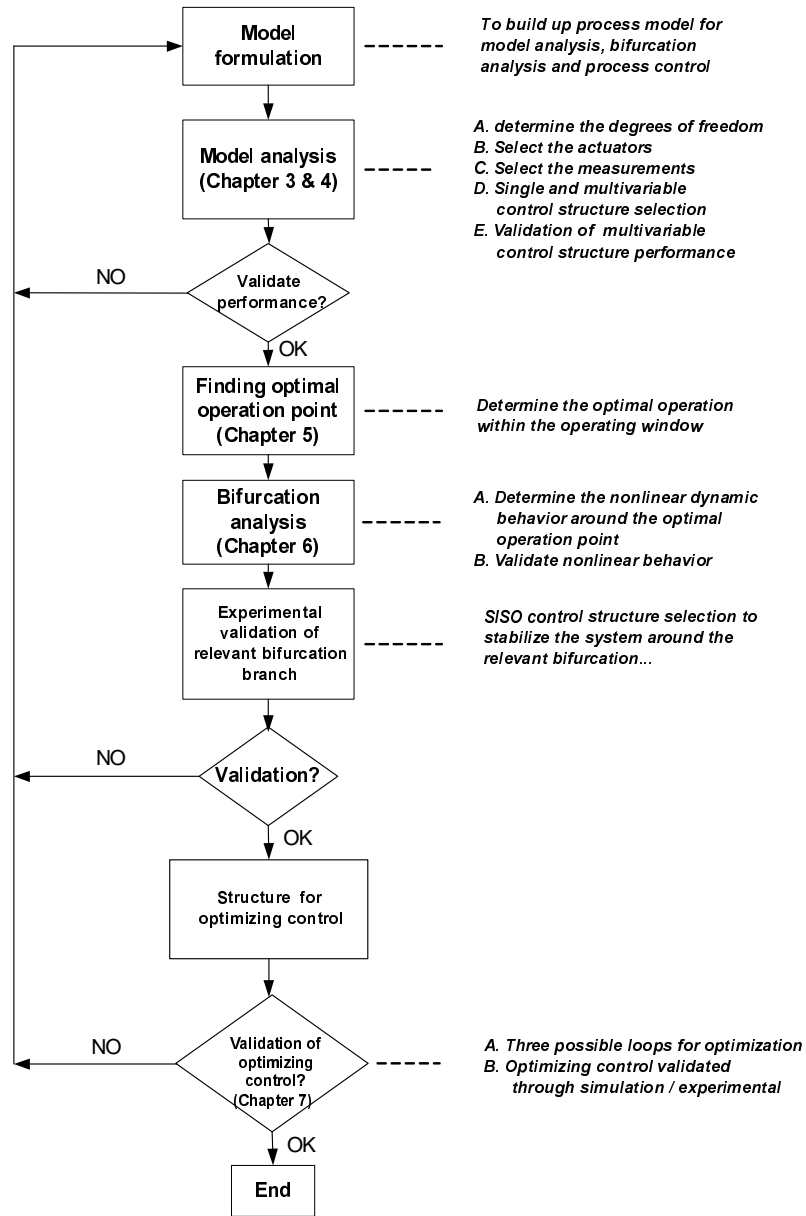 Model
formulation
To build up process model for
model analysis, bifurcation
analysis and process control
Model analysis
(Chapter 3 & 4)
A. determine the degrees of freedom
B. Select the actuators
C. Select the measurements
D. Single and multivariable
control structure selection
E. Validation of multivariable
control structure performance
NO
Validate
performance?
OK
Finding optimal
operation point
(Chapter 5)
Determine the optimal operation
within the operating window
Bifurcation
analysis
(Chapter 6)
A. Determine the nonlinear dynamic
behavior around the optimal
operation point
B. Validate nonlinear behavior
Experimental
validation of
relevant bifurcation
branch
SISO control structure selection to
stabilize the system around the
relevant bifurcation...
NO
Validation?
OK
Structure for
optimizing control
NO
Validation of
optimizing
control?
(Chapter 7)
A. Three possible loops for optimization
B. Optimizing control validated
through simulation / experimental
OK
End